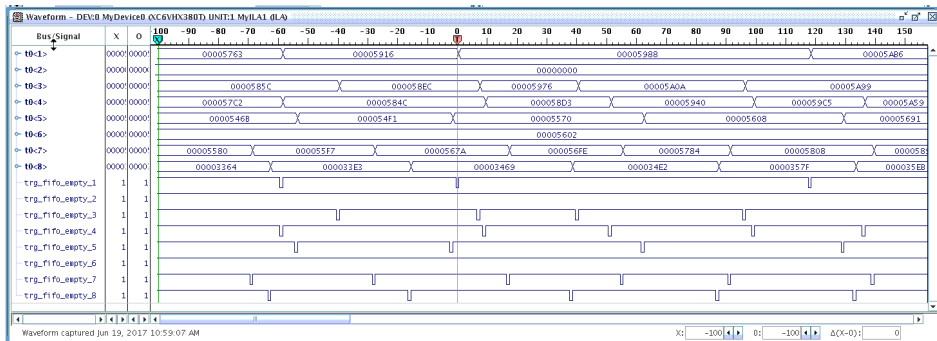 Waveform - DEV:0 MyDevice0 (XC6VHX380T) UNIT:1 MyILA1 (ILA)
Bus/Signal X O -100 -90 -80 -70 -60 -50 -40 -30 -20 -10 0 10 20 30 40 50 60 70 80 90 100 110 120 130 140 150
t0<1> 00005763 00005916 00005988 00005AB6
t0<2> 00000000
t0<3> 0000585C 000058EC 00005976 00005A0A 00005A99
t0<4> 000057C2 0000584C 000058D3 00005940 000059C5 00005A59
t0<5> 0000546B 000054F1 00005570 00005608 00005691
t0<6> 00005602
t0<7> 00005580 000055F7 0000567A 000056FE 00005784 00005808
t0<8> 00003364 000033E3 00003469 000034E2 0000357F 000035EB
trg_fifo_empty_1 1 1
trg_fifo_empty_2 1 1
trg_fifo_empty_3 1 1
trg_fifo_empty_4 1 1
trg_fifo_empty_5 1 1
trg_fifo_empty_6 1 1
trg_fifo_empty_7 1 1
trg_fifo_empty_8 1 1
Waveform captured Jun 19, 2017 10:59:07 AM X: -100 O: -100 Δ(X-O): 0